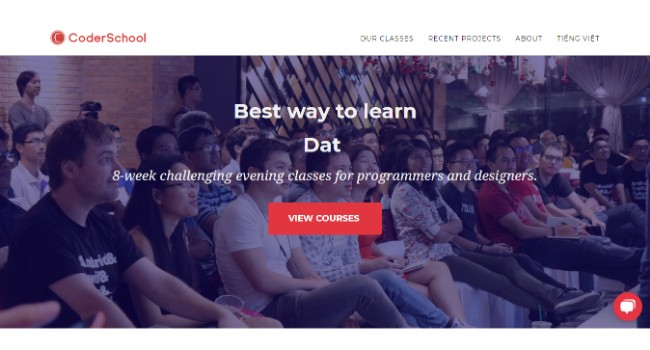 CoderSchool
OUR CLASSES RECENT PROJECTS ABOUT TIẾNG VIỆT
Best way to learn
Dat
8-week challenging evening classes for programmers and designers.
VIEW COURSES